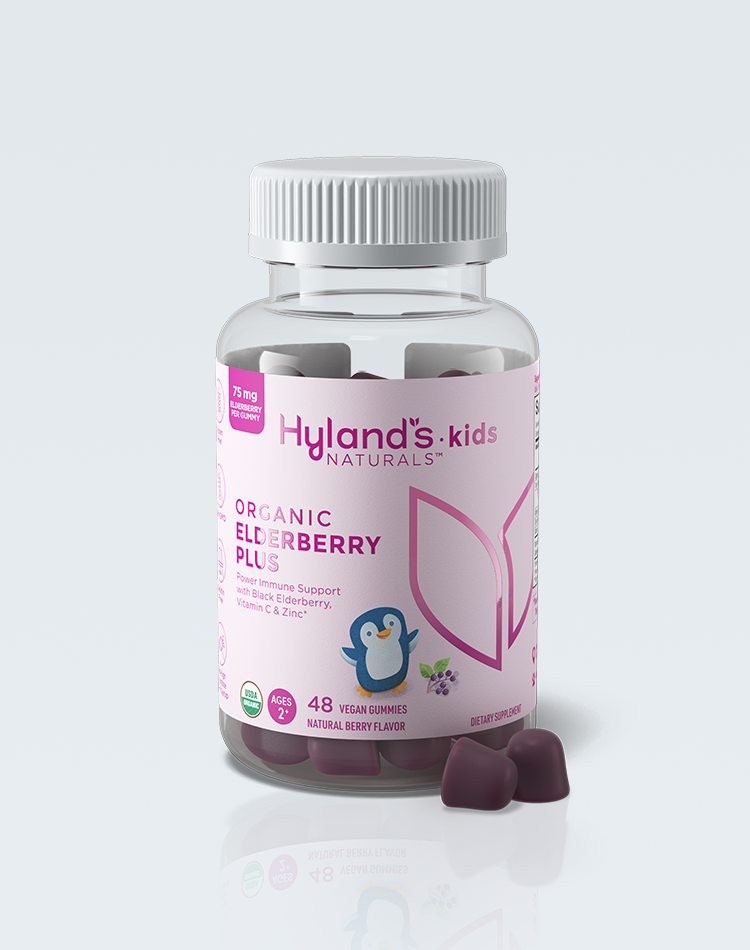 75 mg
ELDERBERRY
PER GUMMY
Hyland's · kids
NATURALS™
ORGANIC
ELDERBERRY
PLUS
Power Immune Support
with Black Elderberry,
Vitamin C & Zinc*
USDA
ORGANIC
AGES
2+
48 VEGAN GUMMIES
NATURAL BERRY FLAVOR
DIETARY SUPPLEMENT